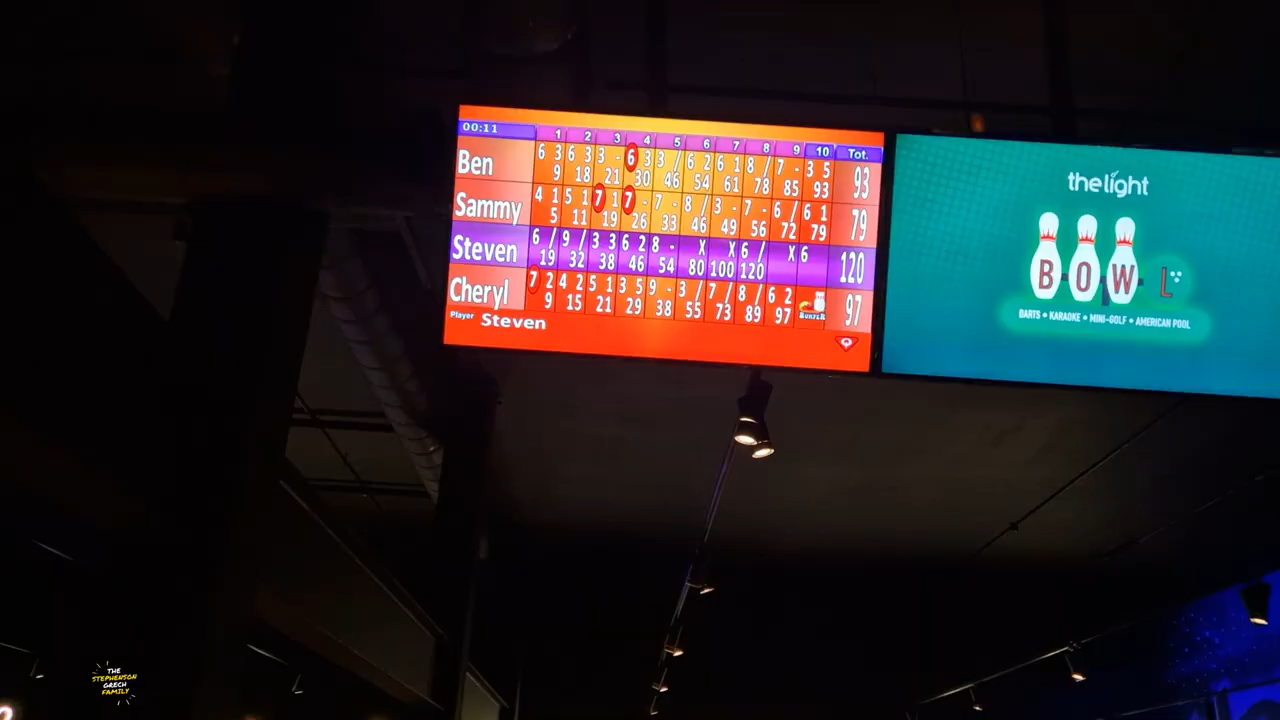 00:11 1 2 3 4 5 6 7 8 9 10 Tot.
Ben 6 3 6 3 3 - 6 3 3 / 6 2 6 1 8 / 7 - 3 5 93
9 18 21 30 46 54 61 78 85 93
Sammy 4 1 5 1 7 1 7 - 7 - 8 / 3 - 7 - 6 / 6 1 79
5 11 19 26 33 46 49 56 72 79
Steven 6 / 9 / 3 3 6 2 8 - X X 6 / X 6 120
19 32 38 46 54 80 100 120
Cheryl 7 2 4 2 5 1 3 5 9 - 3 / 7 / 8 / 6 2 97
9 15 21 29 38 55 73 89 97
Player Steven
the light
BOWL
DARTS • KARAOKE • MINI-GOLF • AMERICAN POOL
THE
STEPHENSON
GRECH
FAMILY